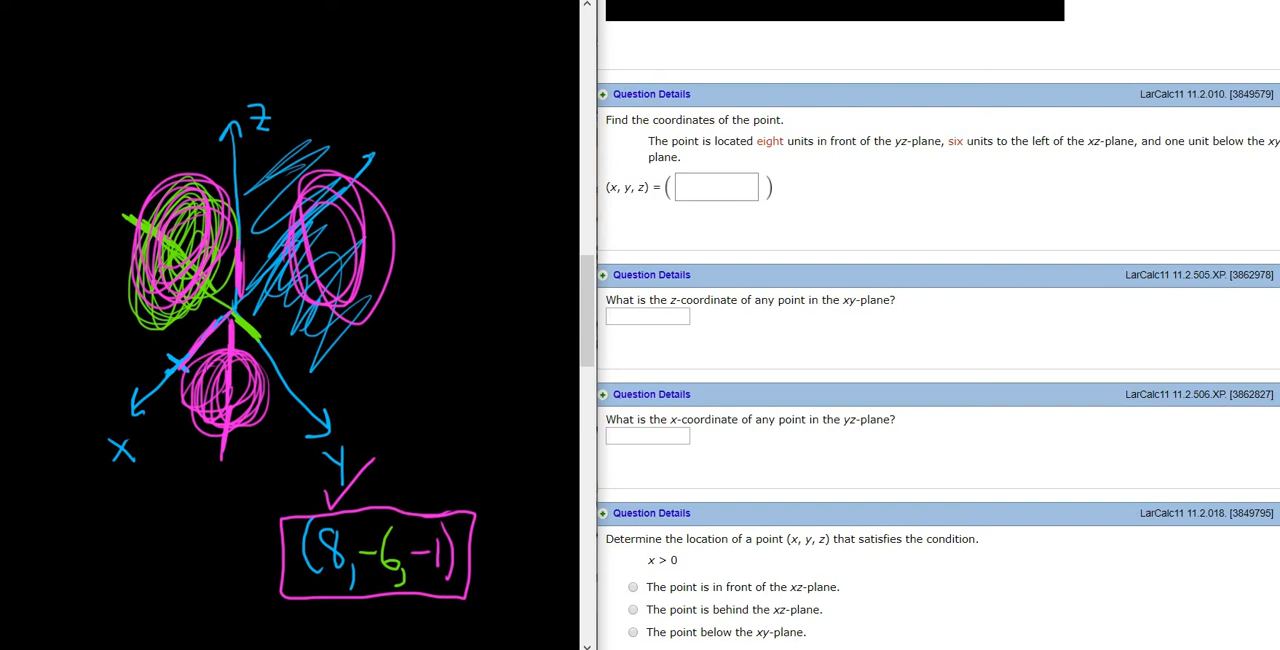 Z
X
Y
(8, -6, -1)
Question Details
LarCalc11 11.2.010. [3849579]
Find the coordinates of the point.
The point is located eight units in front of the yz-plane, six units to the left of the xz-plane, and one unit below the xy
plane.
(x, y, z) = ( )
Question Details
LarCalc11 11.2.505.XP. [3862978]
What is the z-coordinate of any point in the xy-plane?
Question Details
LarCalc11 11.2.506.XP. [3862827]
What is the x-coordinate of any point in the yz-plane?
Question Details
LarCalc11 11.2.018. [3849795]
Determine the location of a point (x, y, z) that satisfies the condition.
x > 0
The point is in front of the xz-plane.
The point is behind the xz-plane.
The point below the xy-plane.